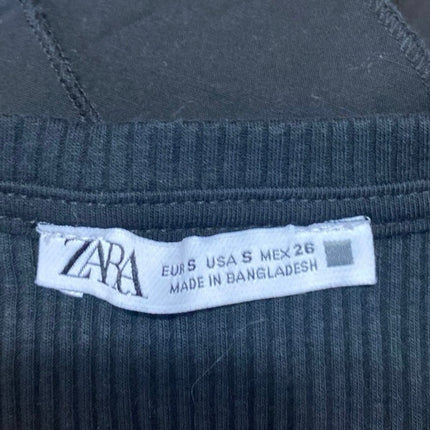 ZARA
EUR S USA S MEX 26
MADE IN BANGLADESH